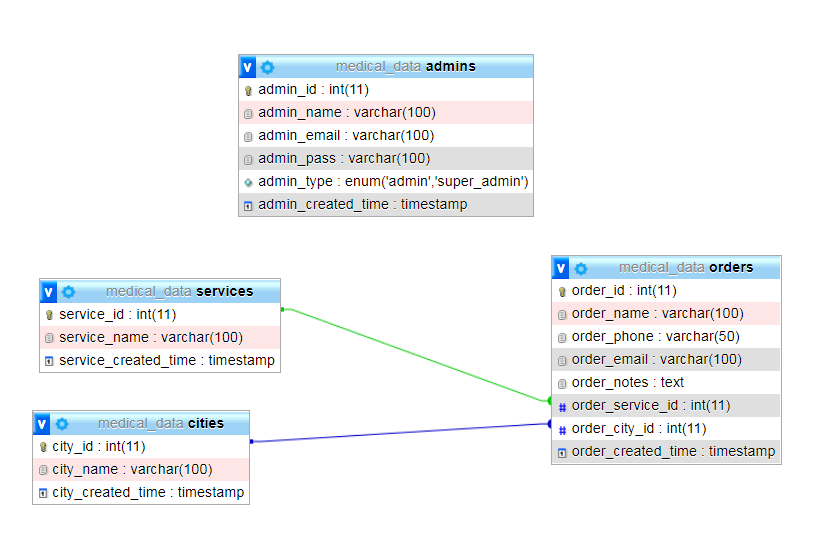 v medical_data admins
admin_id : int(11)
admin_name : varchar(100)
admin_email : varchar(100)
admin_pass : varchar(100)
admin_type : enum('admin','super_admin')
admin_created_time : timestamp
v medical_data services
service_id : int(11)
service_name : varchar(100)
service_created_time : timestamp
v medical_data cities
city_id : int(11)
city_name : varchar(100)
city_created_time : timestamp
v medical_data orders
order_id : int(11)
order_name : varchar(100)
order_phone : varchar(50)
order_email : varchar(100)
order_notes : text
# order_service_id : int(11)
# order_city_id : int(11)
order_created_time : timestamp